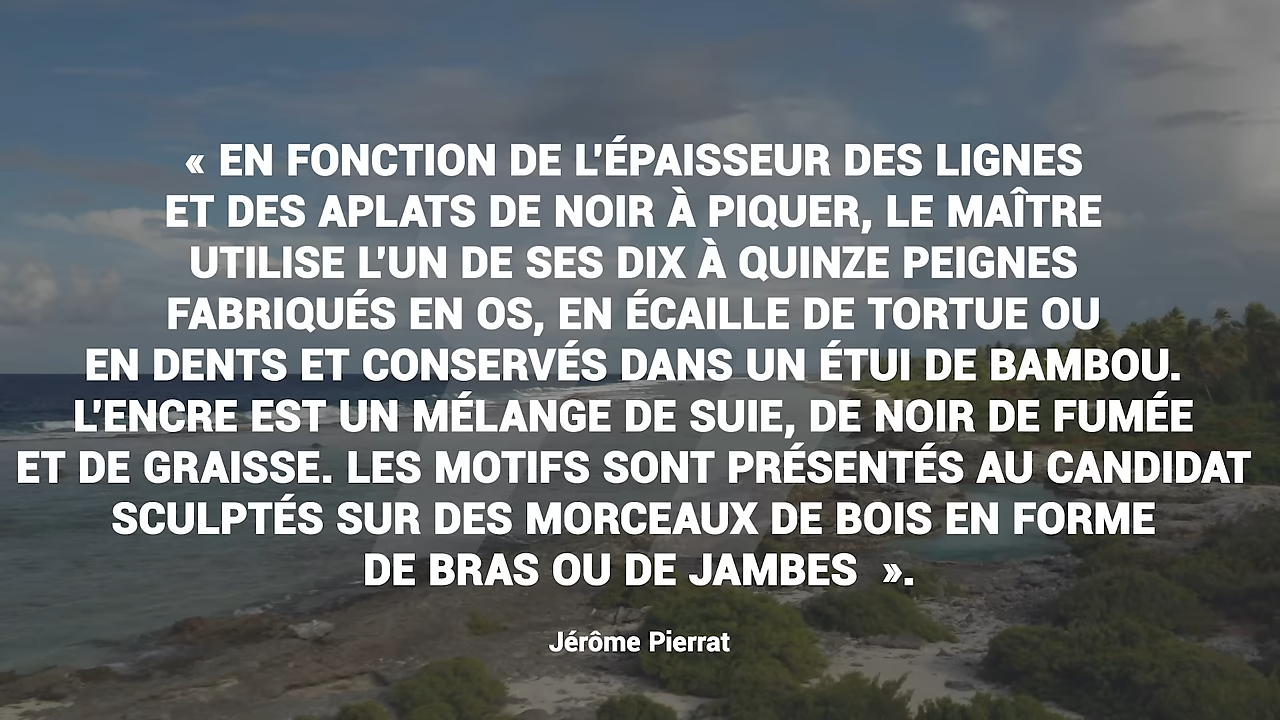 « EN FONCTION DE L'ÉPAISSEUR DES LIGNES
ET DES APLATS DE NOIR À PIQUER, LE MAÎTRE
UTILISE L'UN DE SES DIX À QUINZE PEIGNES
FABRIQUÉS EN OS, EN ÉCAILLE DE TORTUE OU
EN DENTS ET CONSERVÉS DANS UN ÉTUI DE BAMBOU.
L'ENCRE EST UN MÉLANGE DE SUIE, DE NOIR DE FUMÉE
ET DE GRAISSE. LES MOTIFS SONT PRÉSENTÉS AU CANDIDAT
SCULPTÉS SUR DES MORCEAUX DE BOIS EN FORME
DE BRAS OU DE JAMBES  ».
Jérôme Pierrat